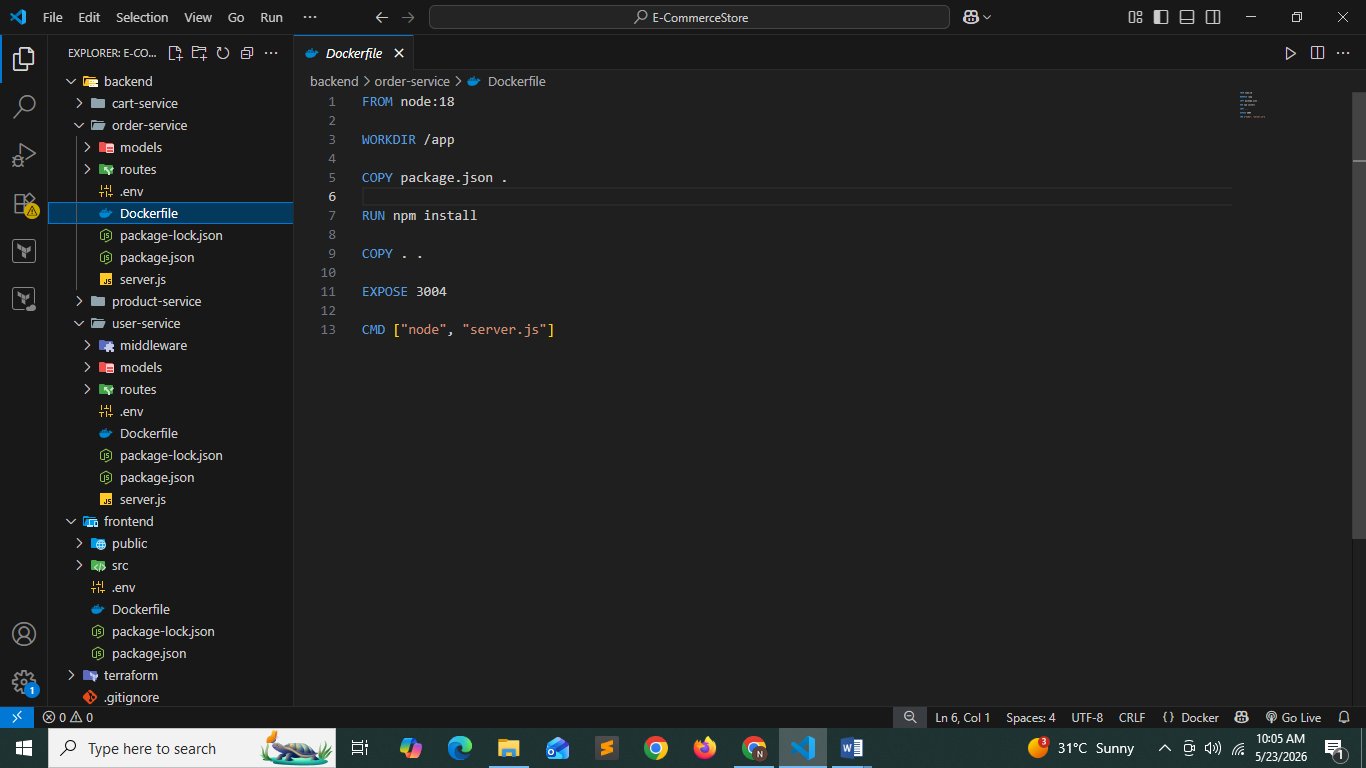 File Edit Selection View Go Run ···
E-CommerceStore
EXPLORER: E-CO...
Dockerfile
backend
cart-service
order-service
models
routes
.env
Dockerfile
package-lock.json
package.json
server.js
product-service
user-service
middleware
models
routes
.env
Dockerfile
package-lock.json
package.json
server.js
frontend
public
src
.env
Dockerfile
package-lock.json
package.json
terraform
.gitignore
backend > order-service > Dockerfile
1 FROM node:18
2
3 WORKDIR /app
4
5 COPY package.json .
6
7 RUN npm install
8
9 COPY . .
10
11 EXPOSE 3004
12
13 CMD ["node", "server.js"]
1
0 0
Ln 6, Col 1 Spaces: 4 UTF-8 CRLF {} Docker Go Live
Type here to search
3
31°C Sunny
10:05 AM
5/23/2026
1